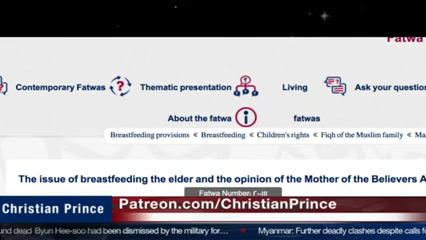 Fatwa
Contemporary Fatwas
Thematic presentation
Living
Ask your question
About the fatwa
fatwas
Breastfeeding provisions « Breastfeeding « Children's rights « Fiqh of the Muslim family « Ma
The issue of breastfeeding the elder and the opinion of the Mother of the Believers A
Fatwa Number
Christian Prince
Patreon.com/ChristianPrince
und dead Byun Hee-soo had been dismissed by the military for...
Myanmar: Further deadly clashes despite calls f